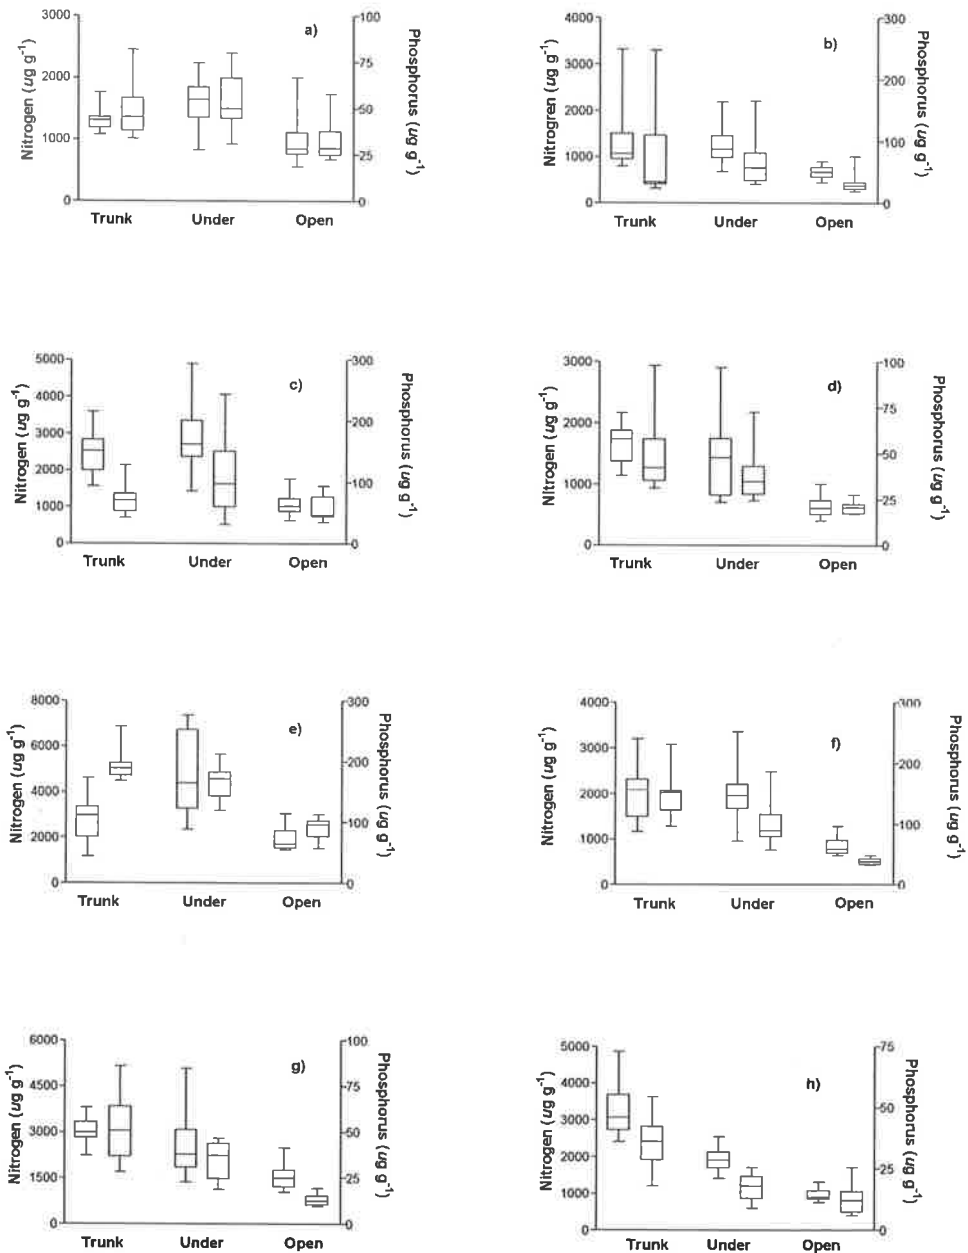 a)
Nitrogen (ug g-1)
3000
2000
1000
0
100
75
50
25
0
Phosphorus (ug g-1)
Trunk Under Open
b)
Nitrogren (ug g-1)
4000
3000
2000
1000
0
300
200
100
0
Phosphorus (ug g-1)
Trunk Under Open
c)
Nitrogen (ug g-1)
5000
4000
3000
2000
1000
0
300
200
100
0
Phosphorus (ug g-1)
Trunk Under Open
d)
Nitrogen (ug g-1)
3000
2000
1000
0
100
75
50
25
0
Phosphorus (ug g-1)
Trunk Under Open
e)
Nitrogen (ug g-1)
8000
6000
4000
2000
0
300
200
100
0
Phosphorus (ug g-1)
Trunk Under Open
f)
Nitrogen (ug g-1)
4000
3000
2000
1000
0
300
200
100
0
Phosphorus (ug g-1)
Trunk Under Open
g)
Nitrogen (ug g-1)
6000
4500
3000
1500
0
100
75
50
25
0
Phosphorus (ug g-1)
Trunk Under Open
h)
Nitrogen (ug g-1)
5000
4000
3000
2000
1000
0
75
50
25
0
Phosphorus (ug g-1)
Trunk Under Open